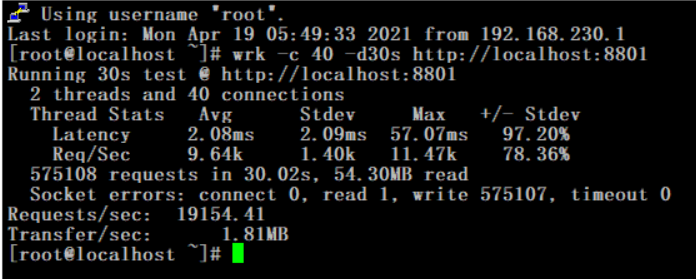 Using username "root".
Last login: Mon Apr 19 05:49:33 2021 from 192.168.230.1
[root@localhost ~]# wrk -c 40 -d30s http://localhost:8801
Running 30s test @ http://localhost:8801
  2 threads and 40 connections
  Thread Stats   Avg      Stdev     Max   +/- Stdev
    Latency     2.08ms    2.09ms  57.07ms   97.20%
    Req/Sec     9.64k     1.40k   11.47k    78.36%
  575108 requests in 30.02s, 54.30MB read
  Socket errors: connect 0, read 1, write 575107, timeout 0
Requests/sec:  19154.41
Transfer/sec:      1.81MB
[root@localhost ~]#